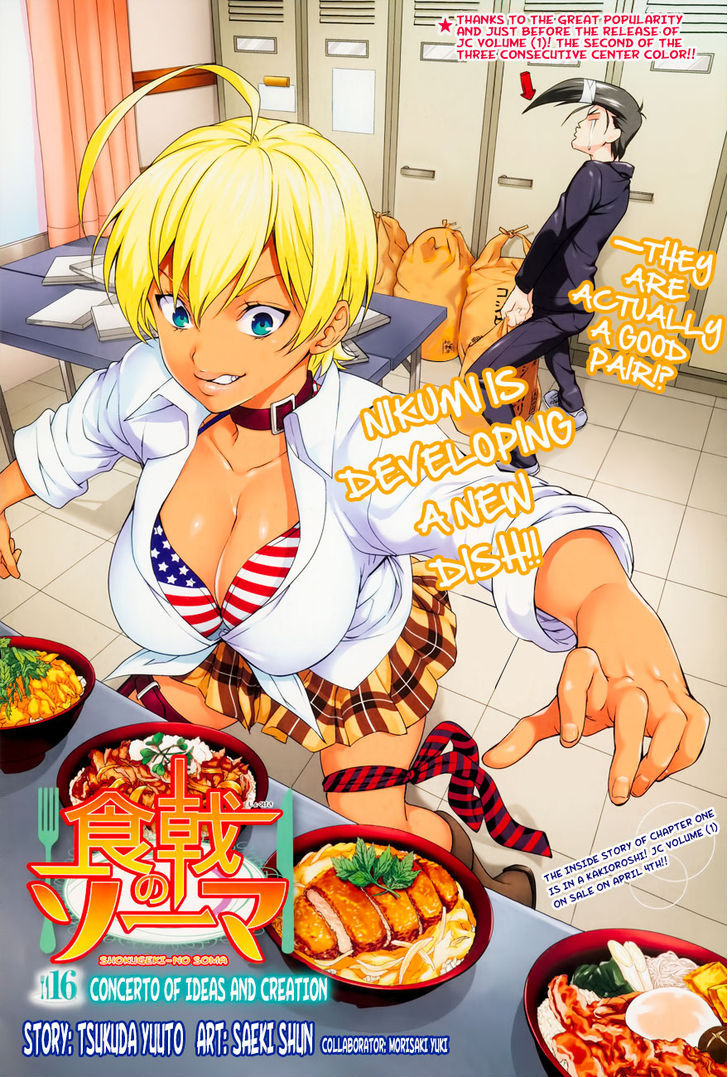 ★THANKS TO THE GREAT POPULARITY
AND JUST BEFORE THE RELEASE OF
JC VOLUME (1)! THE SECOND OF THE
THREE CONSECUTIVE CENTER COLOR!!
—THEY
ARE
ACTUALLY
A GOOD
PAIR!?
NIKUMI IS
DEVELOPING
A NEW
DISH!!
THE INSIDE STORY OF CHAPTER ONE
IS IN A KAKIOROSHI! JC VOLUME (1)
ON SALE ON APRIL 4TH!!
食戟
の
ソーマ
SHOKUGEKI-NO SOMA
16 CONCERTO OF IDEAS AND CREATION
STORY: TSUKUDA YUUTO ART: SAEKI SHUN COLLABORATOR: MORISAKI YUKI